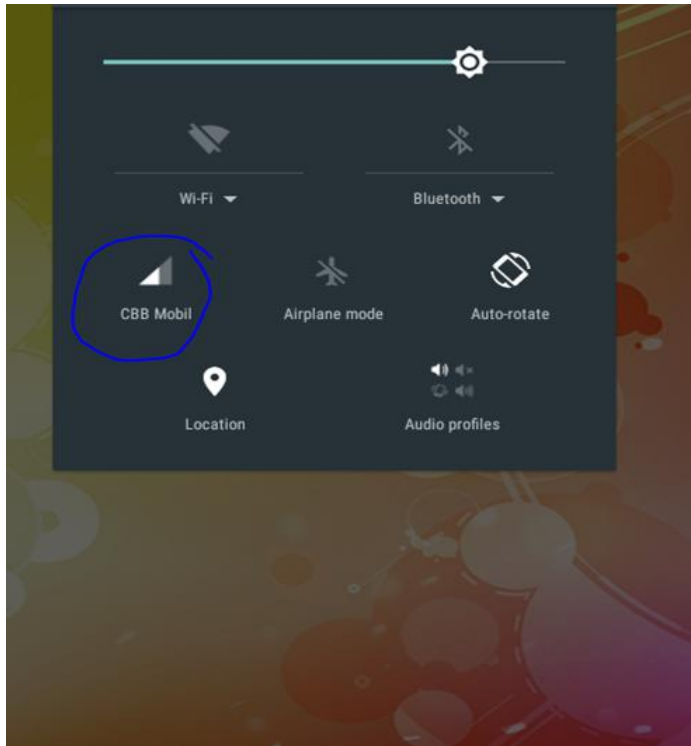 Wi-Fi
Bluetooth
CBB Mobil
Airplane mode
Auto-rotate
Location
Audio profiles